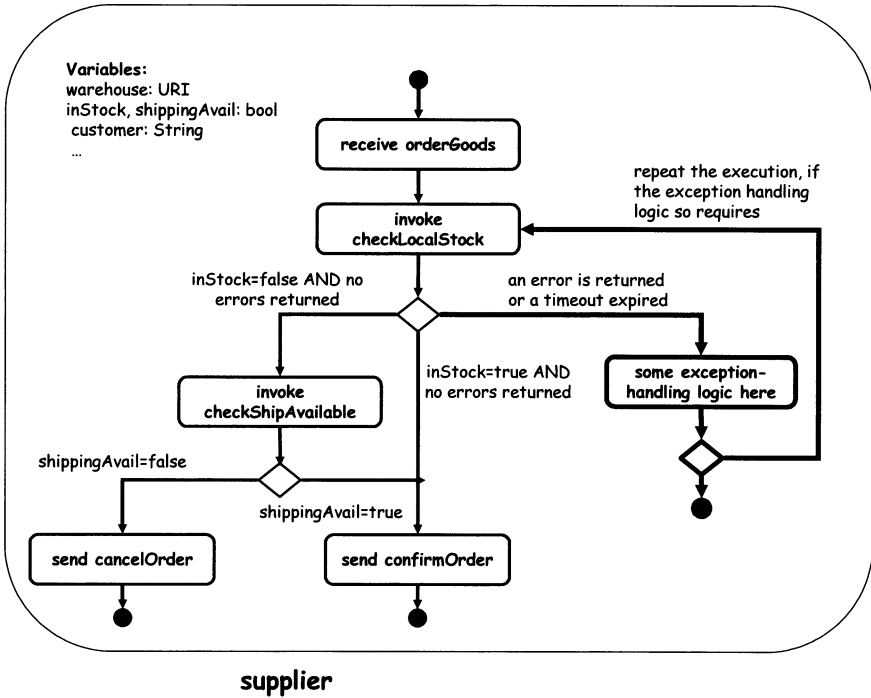 Variables:
warehouse: URI
inStock, shippingAvail: bool
customer: String
...
receive orderGoods
repeat the execution, if
the exception handling
logic so requires
invoke
checkLocalStock
inStock=false AND no
errors returned
an error is returned
or a timeout expired
inStock=true AND
no errors returned
some exception-
handling logic here
invoke
checkShipAvailable
shippingAvail=false
shippingAvail=true
send cancelOrder
send confirmOrder
supplier